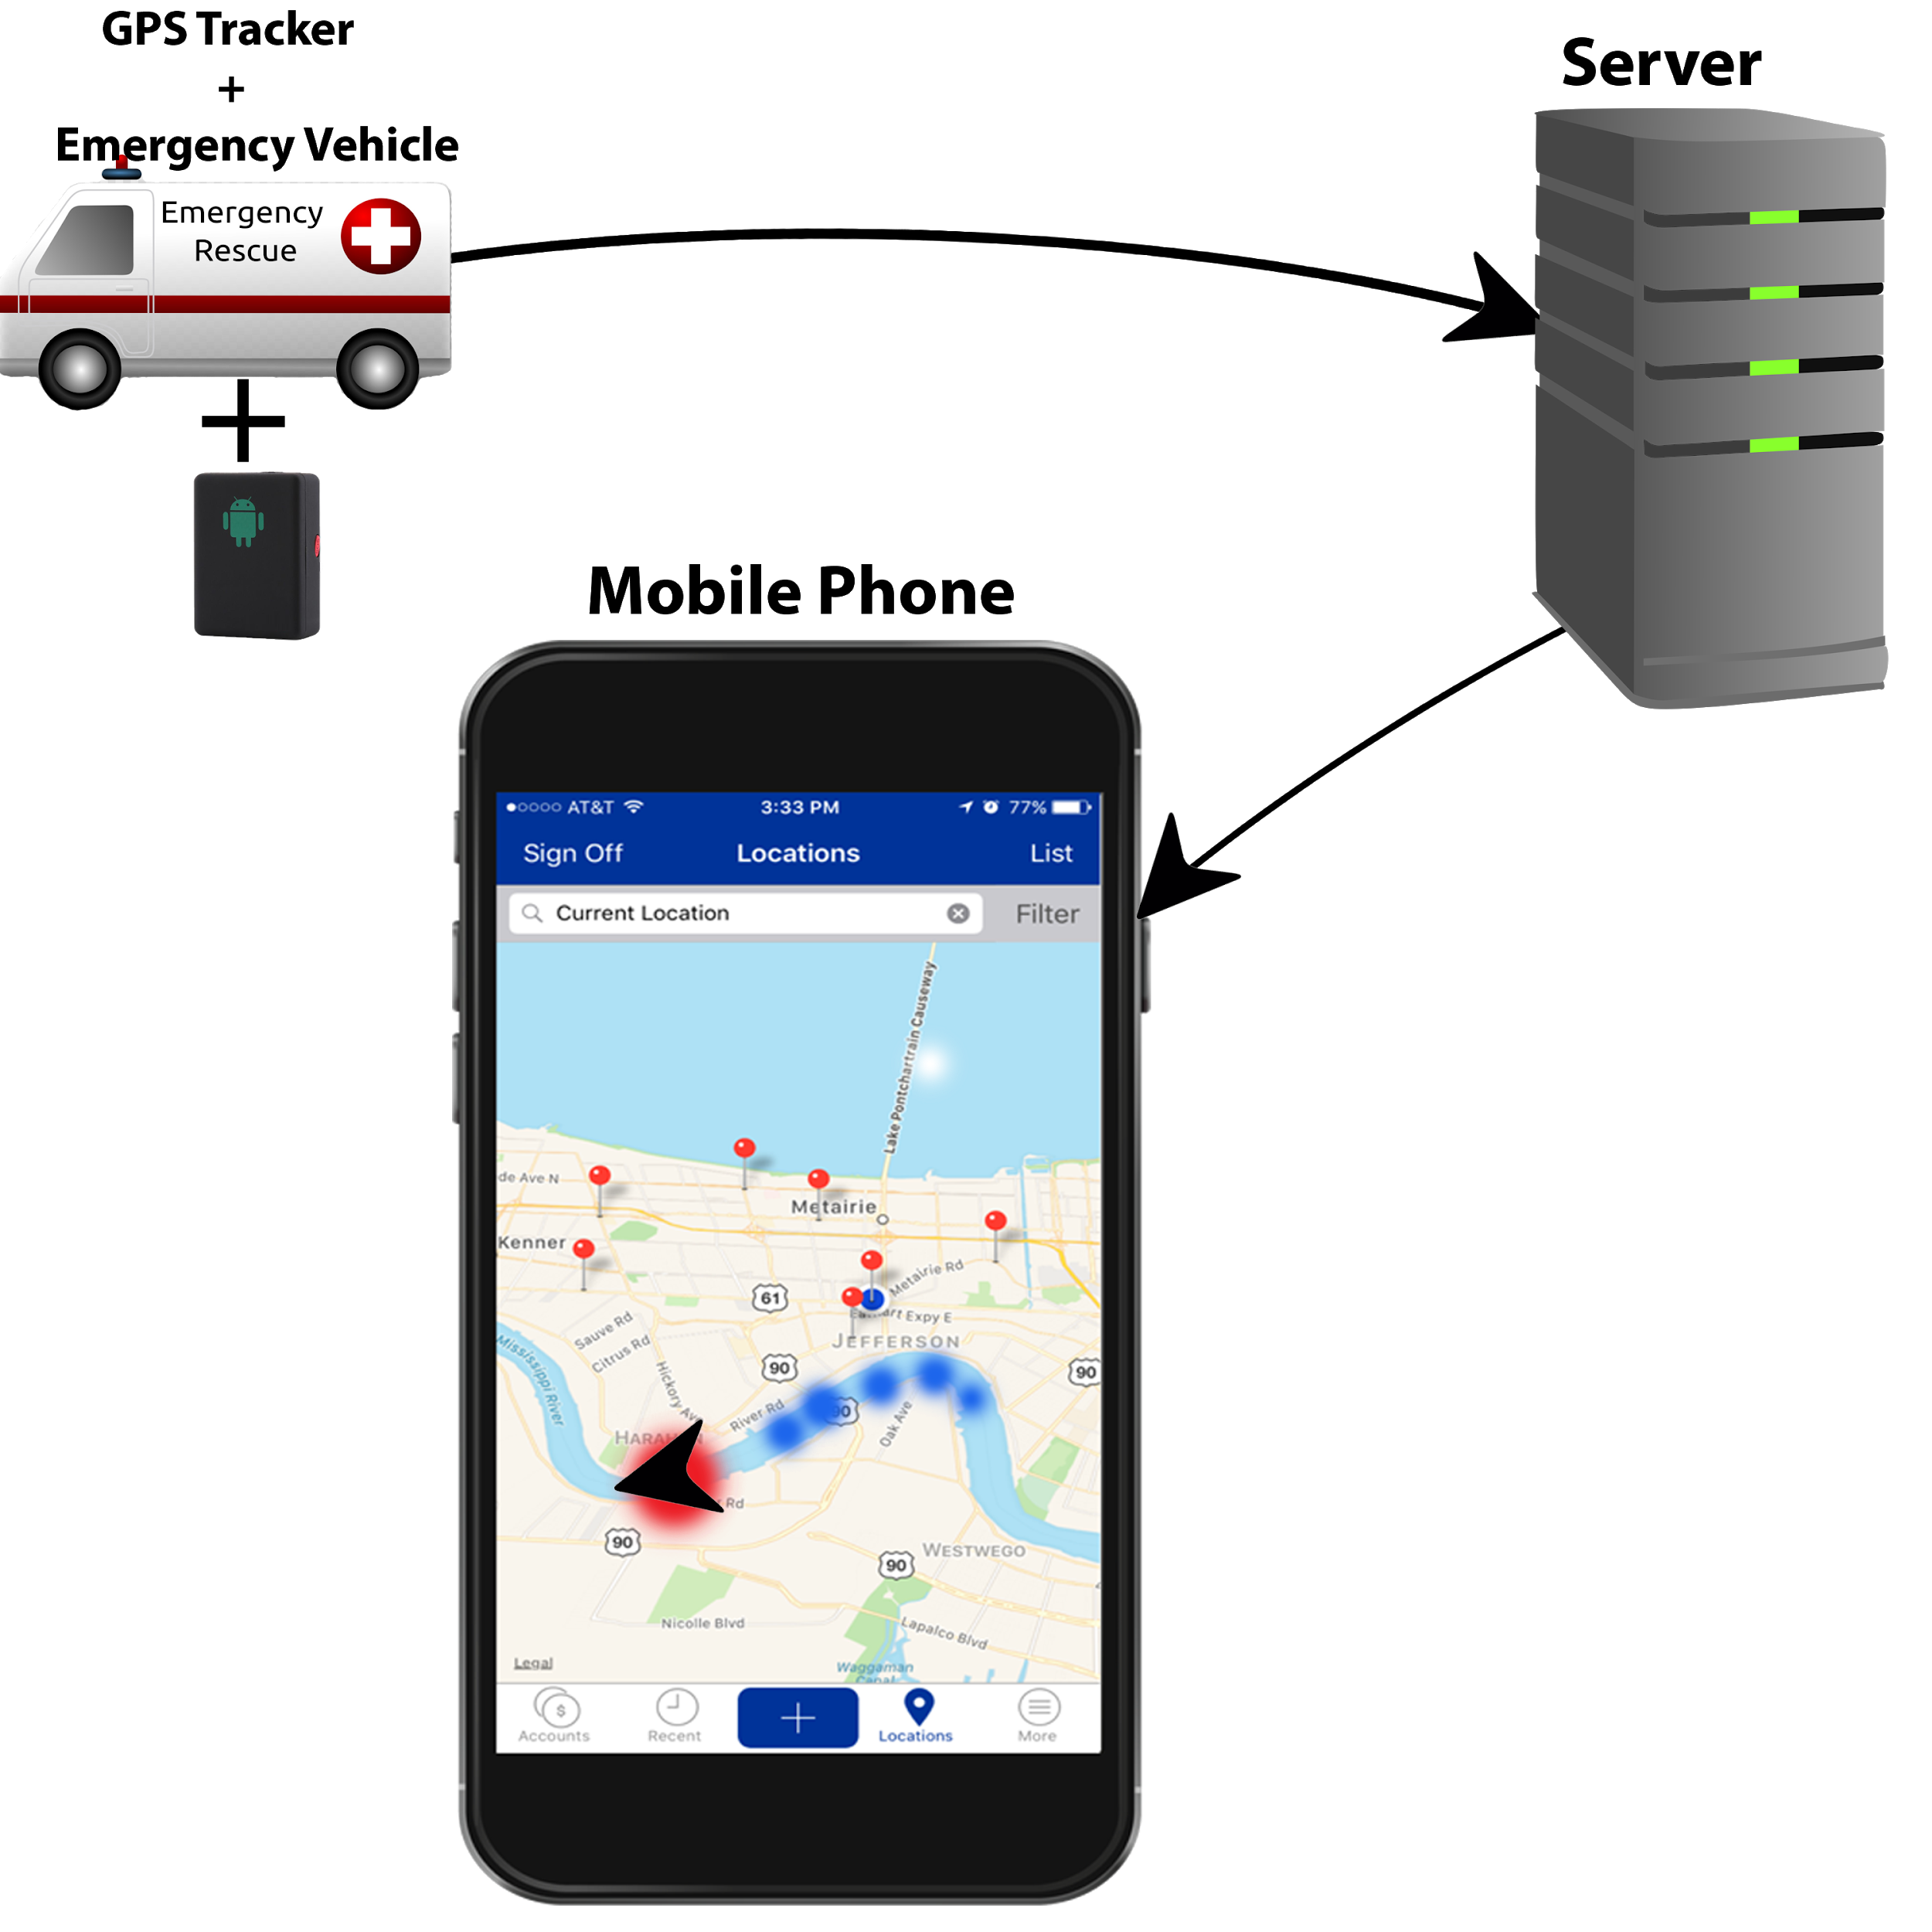 GPS Tracker
+
Emergency Vehicle
Emergency
Rescue
Server
Mobile Phone
AT&T 3:33 PM 77%
Sign Off Locations List
Current Location Filter
Lake Pontchartrain Causeway
de Ave N
Metairie
Kenner
Metairie Rd
61
Expy E
Sauve Rd
JEFFERSON
Citrus Rd
Mississippi River
90
90
Hickory Ave
River Rd
90
Oak Ave
Rd
90
WESTWEGO
90
Nicolle Blvd
Lapalco Blvd
Legal
Waggaman
Canal
$
Accounts Recent + Locations More